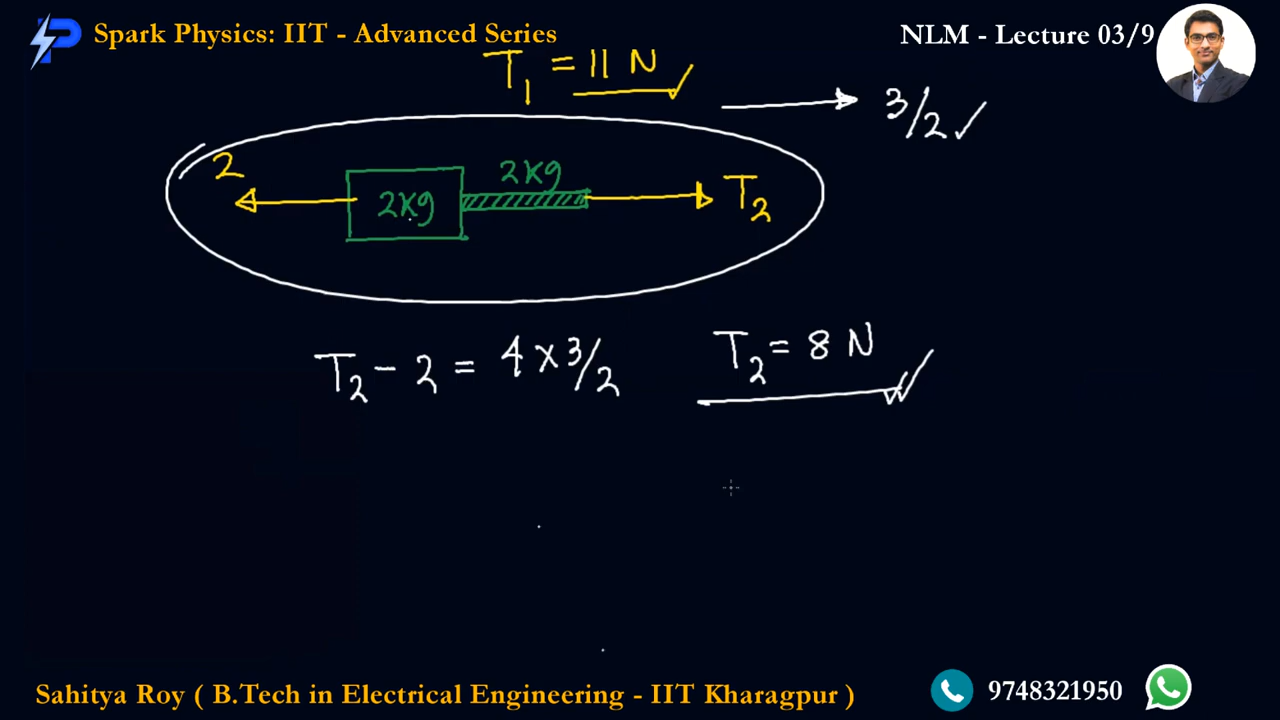 Spark Physics: IIT - Advanced Series
NLM - Lecture 03/9
T₁ = 11 N
3/2
2
2Kg
2Kg
T₂
T₂ - 2 = 4 × 3/2
T₂ = 8 N
Sahitya Roy ( B.Tech in Electrical Engineering - IIT Kharagpur )
9748321950